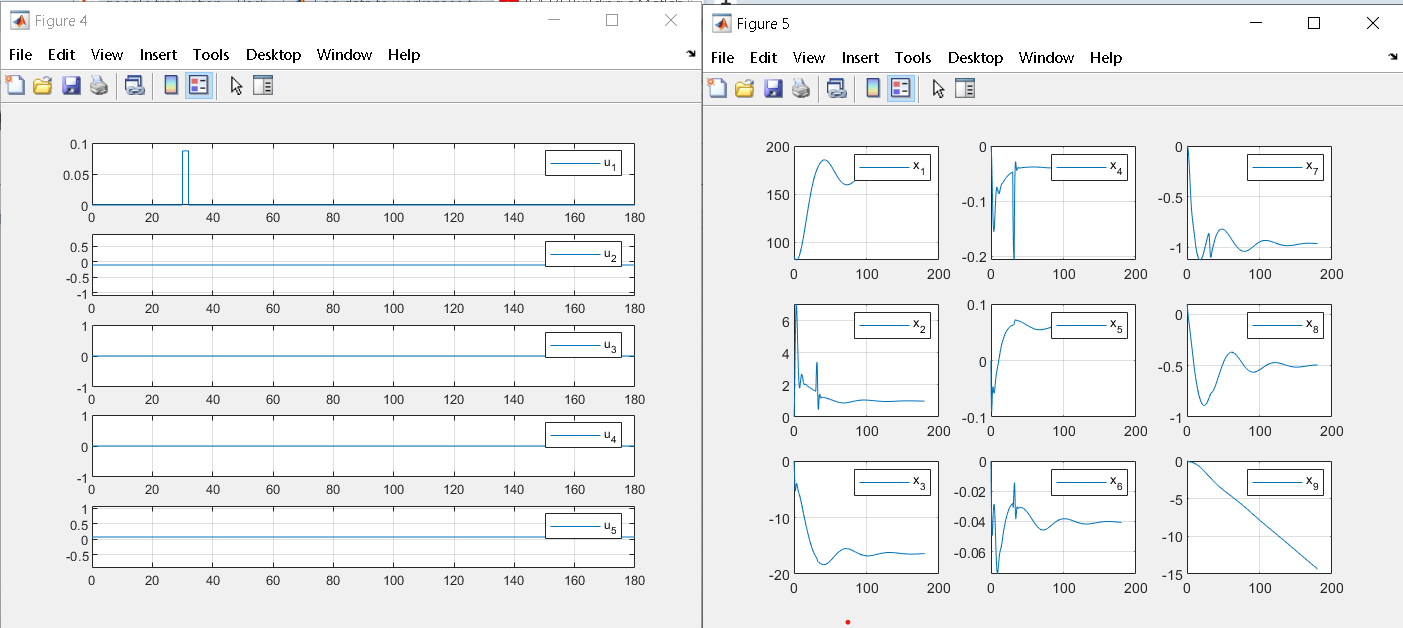 Figure 4
File Edit View Insert Tools Desktop Window Help
0.1
0.05
0
u1
0 20 40 60 80 100 120 140 160 180
0.5
0
-0.5
-1
u2
0 20 40 60 80 100 120 140 160 180
1
0
-1
u3
0 20 40 60 80 100 120 140 160 180
1
0
-1
u4
0 20 40 60 80 100 120 140 160 180
1
0.5
0
-0.5
u5
0 20 40 60 80 100 120 140 160 180
Figure 5
File Edit View Insert Tools Desktop Window Help
200
150
100
x1
0 100 200
0
-0.1
-0.2
x4
0 100 200
0
-0.5
-1
x7
0 100 200
6
4
2
0
x2
0 100 200
0.1
0
-0.1
x5
0 100 200
0
-0.5
-1
x8
0 100 200
0
-10
-20
x3
0 100 200
0
-0.02
-0.04
-0.06
x6
0 100 200
0
-5
-10
-15
x9
0 100 200